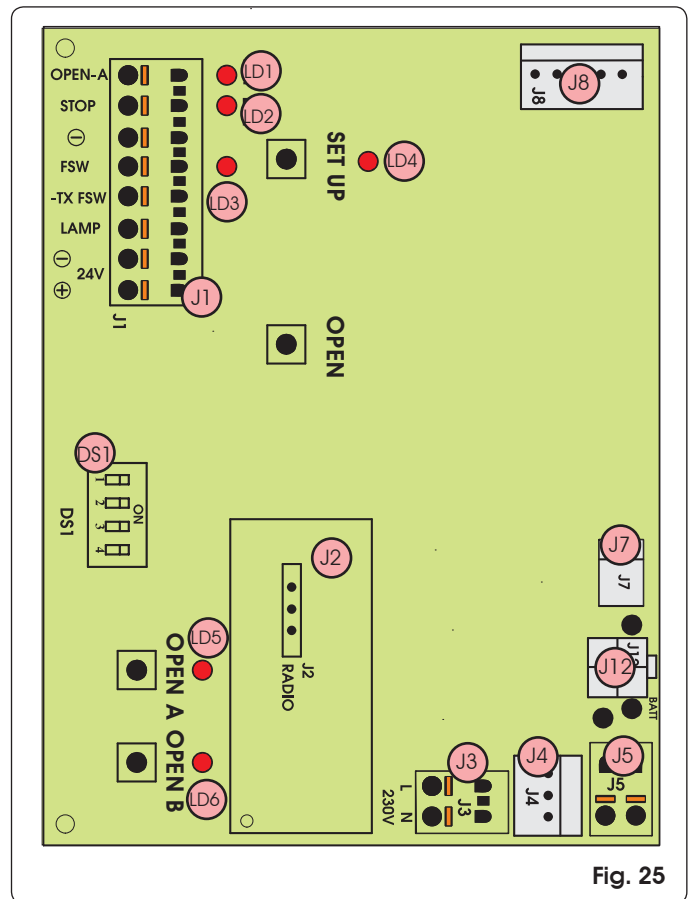 OPEN-A
LD1
J8
J8
STOP
LD2
⊖
SET UP
LD4
FSW
-TX FSW
LD3
LAMP
⊖
24V
⊕
J1
J1
OPEN
DS1
DS1
1
2
3
4
ON
J2
J2
RADIO
J7
J7
LD5
OPEN A
J12
BATT
OPEN B
LD6
J3
J3
L
N
230V
J4
J4
J5
J5
Fig. 25